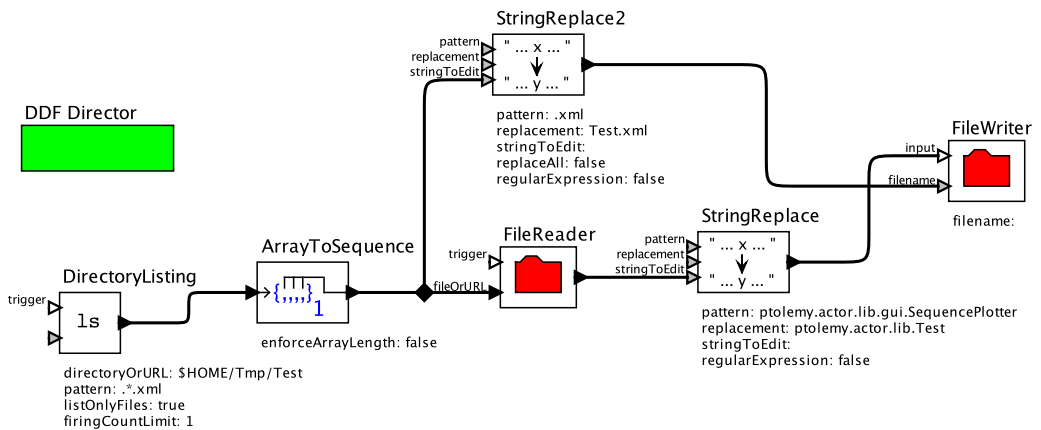 StringReplace2
pattern
replacement
stringToEdit
" ... x ... "
" ... y ... "
pattern: .xml
replacement: Test.xml
stringToEdit:
replaceAll: false
regularExpression: false
DDF Director
FileWriter
input
filename
filename:
StringReplace
pattern
replacement
stringToEdit
" ... x ... "
" ... y ... "
pattern: ptolemy.actor.lib.gui.SequencePlotter
replacement: ptolemy.actor.lib.Test
stringToEdit:
regularExpression: false
FileReader
trigger
fileOrURL
ArrayToSequence
{,,,,}
1
enforceArrayLength: false
DirectoryListing
trigger
ls
directoryOrURL: $HOME/Tmp/Test
pattern: .*.xml
listOnlyFiles: true
firingCountLimit: 1